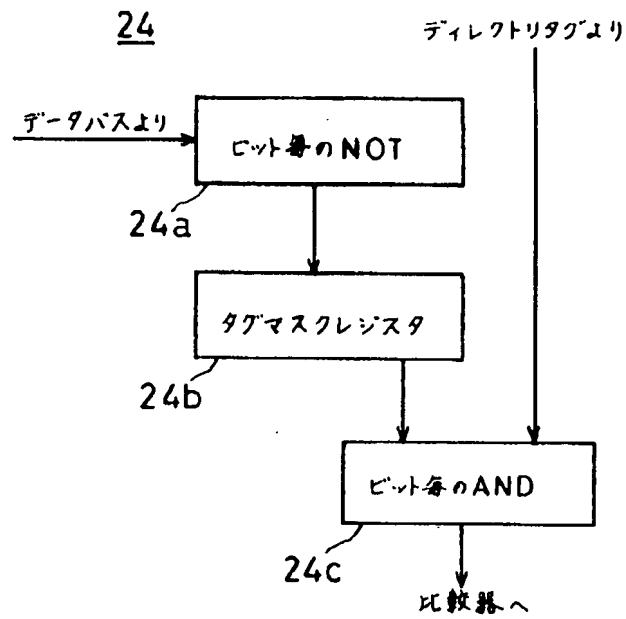 24
ディレクトリタグより
データバスより
ビット毎のNOT
24a
タグマスクレジスタ
24b
ビット毎のAND
24c
比較器へ